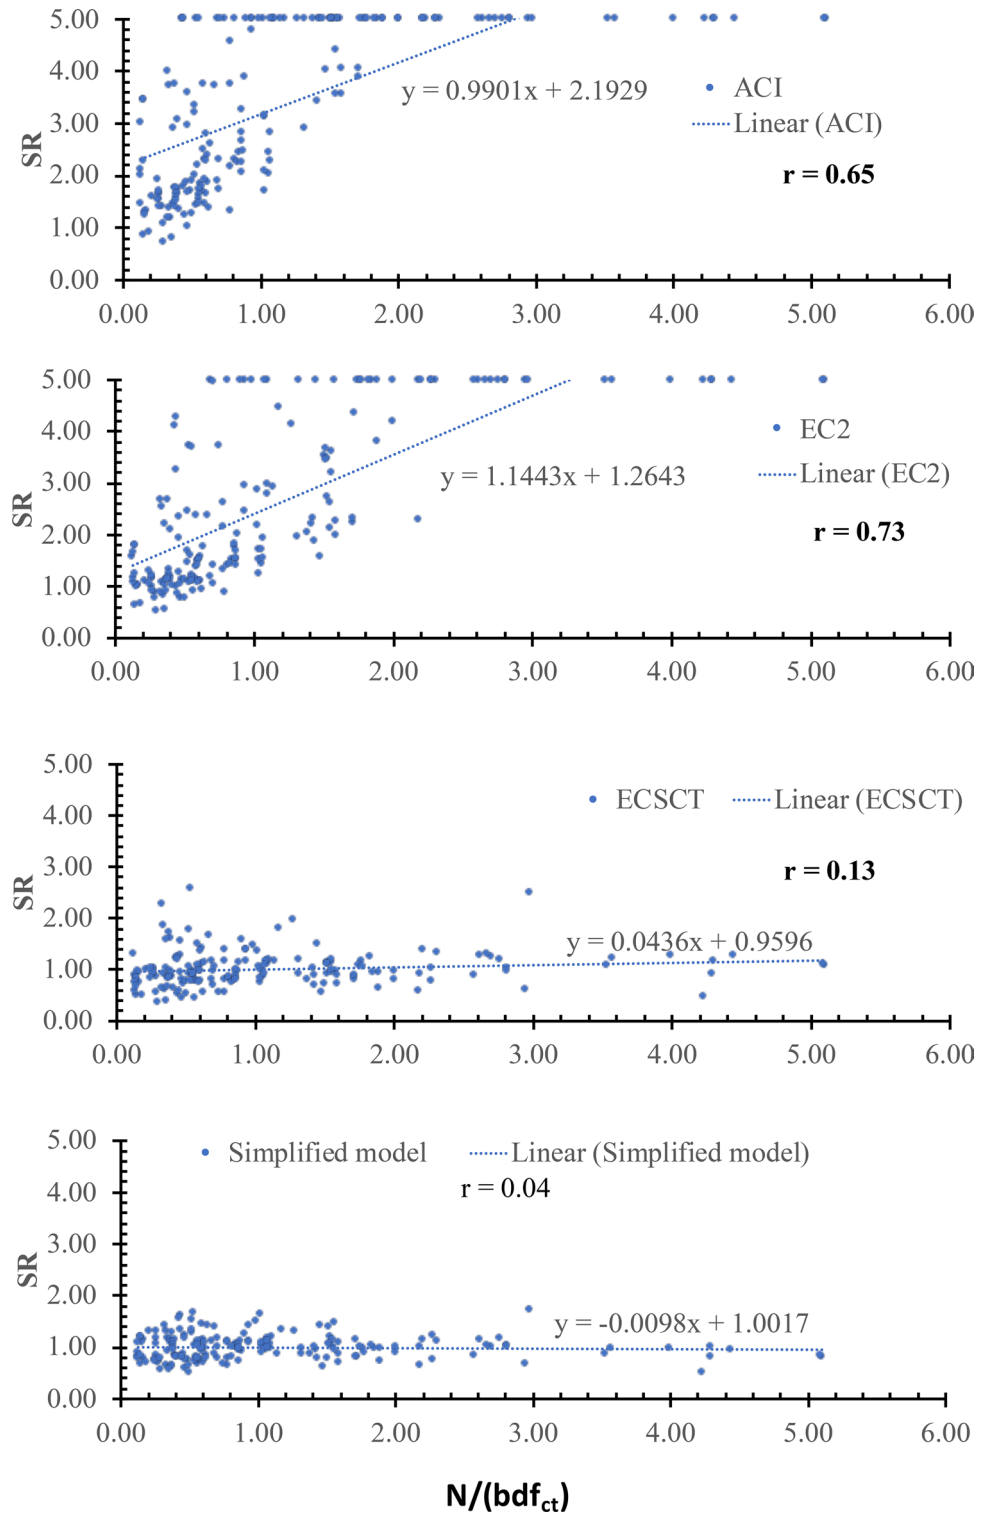 5.00
4.00
3.00
2.00
1.00
0.00
SR
y = 0.9901x + 2.1929
ACI
Linear (ACI)
r = 0.65
0.00 1.00 2.00 3.00 4.00 5.00 6.00
5.00
4.00
3.00
2.00
1.00
0.00
SR
EC2
y = 1.1443x + 1.2643
Linear (EC2)
r = 0.73
0.00 1.00 2.00 3.00 4.00 5.00 6.00
5.00
4.00
3.00
2.00
1.00
0.00
SR
ECSCT Linear (ECSCT)
r = 0.13
y = 0.0436x + 0.9596
0.00 1.00 2.00 3.00 4.00 5.00 6.00
5.00
4.00
3.00
2.00
1.00
0.00
SR
Simplified model Linear (Simplified model)
r = 0.04
y = -0.0098x + 1.0017
0.00 1.00 2.00 3.00 4.00 5.00 6.00
N/(bdfct)